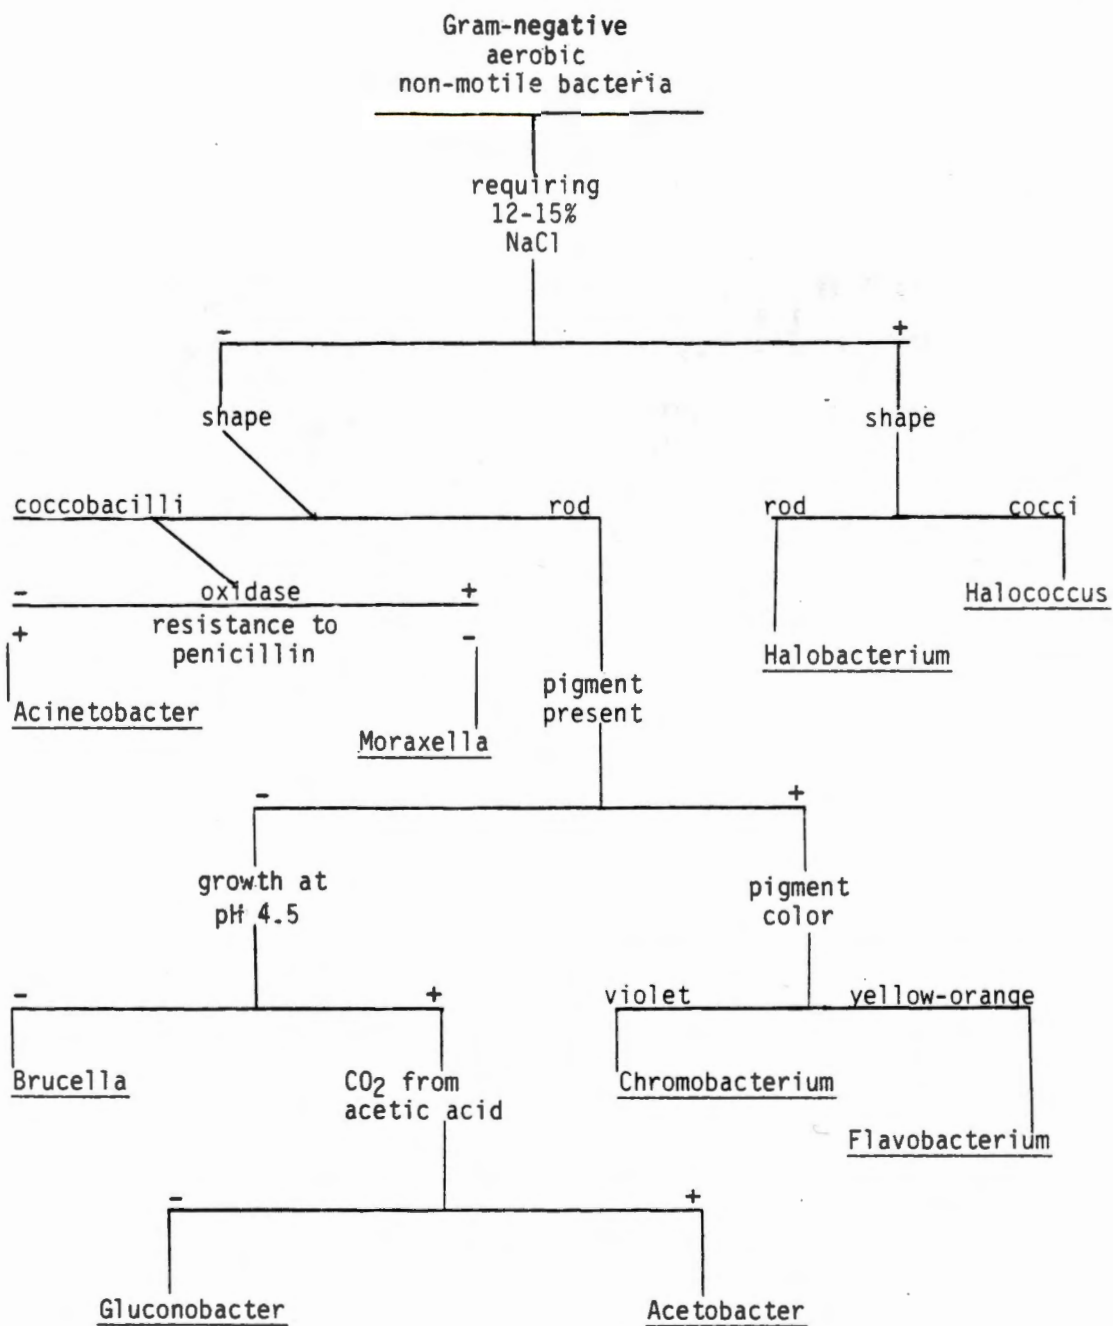 Gram-negative
aerobic
non-motile bacteria
requiring
12-15%
NaCl
- +
shape shape
coccobacilli rod rod cocci
- oxidase +
Halococcus
+ resistance to -
penicillin
Halobacterium
pigment
present
Acinetobacter
Moraxella
- +
growth at
pH 4.5
pigment
color
- + violet yellow-orange
Brucella CO2 from Chromobacterium
acetic acid
Flavobacterium
- +
Gluconobacter Acetobacter